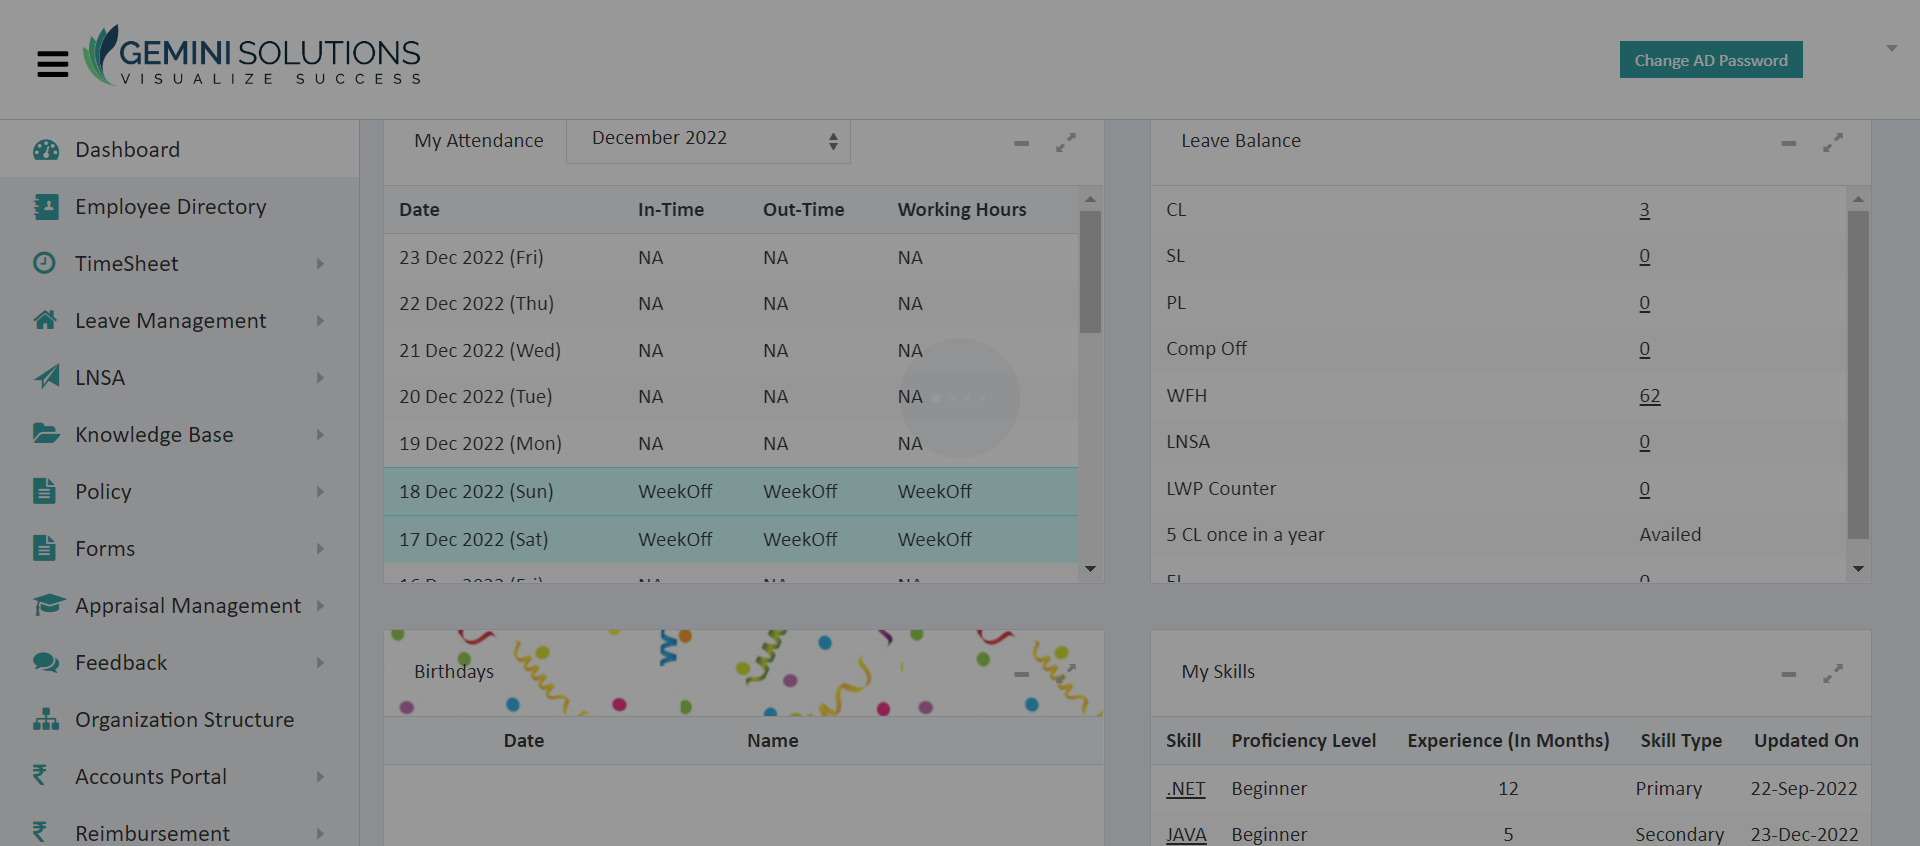 GEMINI SOLUTIONS
VISUALIZE SUCCESS
Change AD Password
Dashboard
Employee Directory
TimeSheet
Leave Management
LNSA
Knowledge Base
Policy
Forms
Appraisal Management
Feedback
Organization Structure
Accounts Portal
Reimbursement
My Attendance December 2022
Date In-Time Out-Time Working Hours
23 Dec 2022 (Fri) NA NA NA
22 Dec 2022 (Thu) NA NA NA
21 Dec 2022 (Wed) NA NA NA
20 Dec 2022 (Tue) NA NA NA
19 Dec 2022 (Mon) NA NA NA
18 Dec 2022 (Sun) WeekOff WeekOff WeekOff
17 Dec 2022 (Sat) WeekOff WeekOff WeekOff
Leave Balance
CL 3
SL 0
PL 0
Comp Off 0
WFH 62
LNSA 0
LWP Counter 0
5 CL once in a year Availed
Birthdays
Date Name
My Skills
Skill Proficiency Level Experience (In Months) Skill Type Updated On
.NET Beginner 12 Primary 22-Sep-2022
JAVA Beginner 5 Secondary 23-Dec-2022